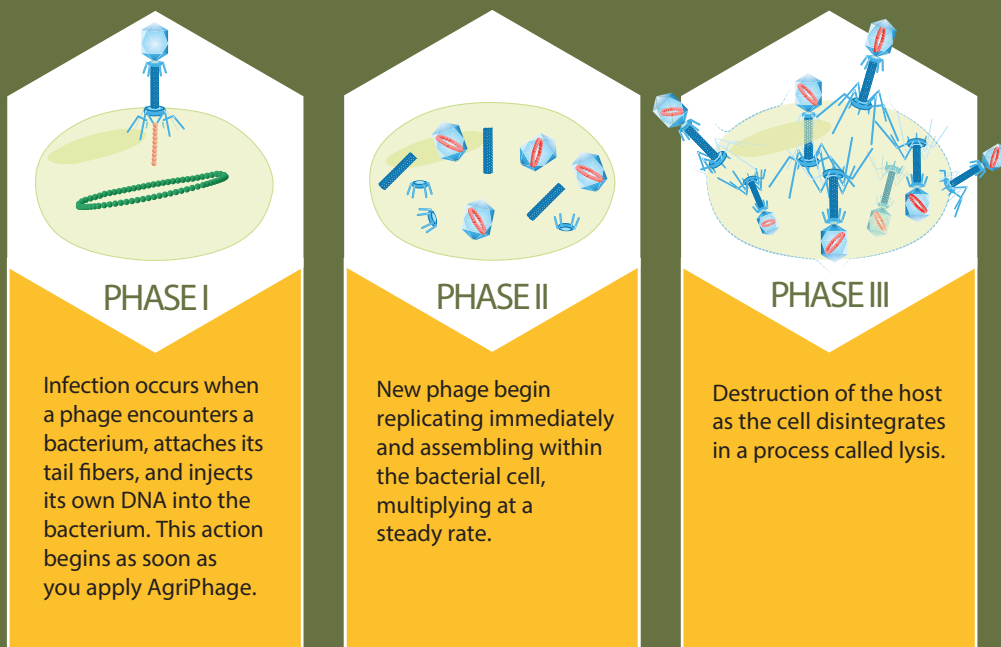 PHASE I
Infection occurs when
a phage encounters a
bacterium, attaches its
tail fibers, and injects
its own DNA into the
bacterium. This action
begins as soon as
you apply AgriPhage.
PHASE II
New phage begin
replicating immediately
and assembling within
the bacterial cell,
multiplying at a
steady rate.
PHASE III
Destruction of the host
as the cell disintegrates
in a process called lysis.